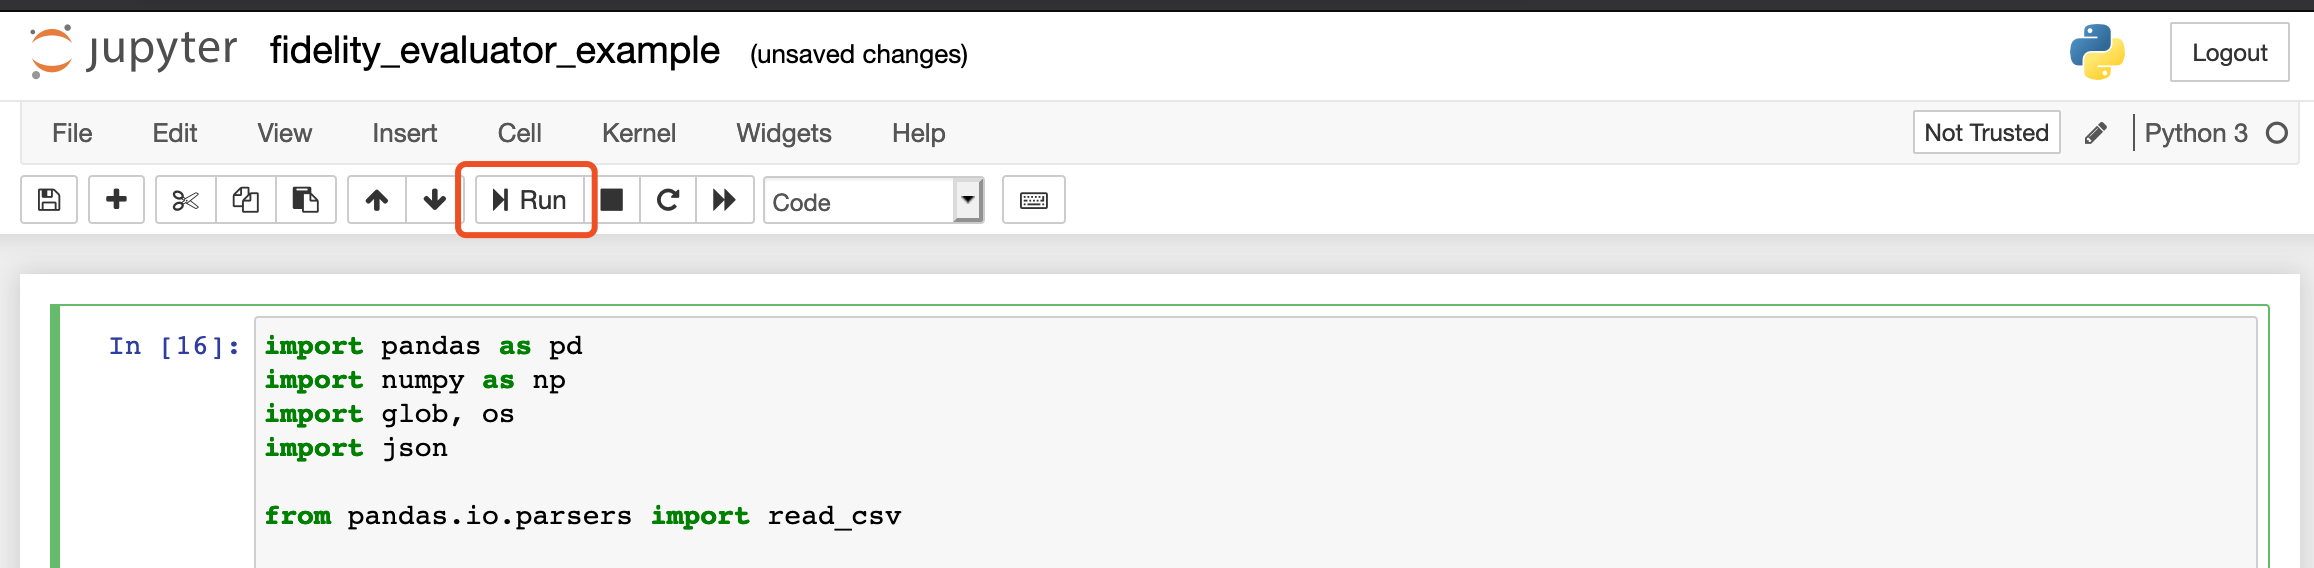 jupyter fidelity_evaluator_example (unsaved changes) Logout
File Edit View Insert Cell Kernel Widgets Help Not Trusted Python 3
Run Code
In [16]: import pandas as pd
import numpy as np
import glob, os
import json
from pandas.io.parsers import read_csv